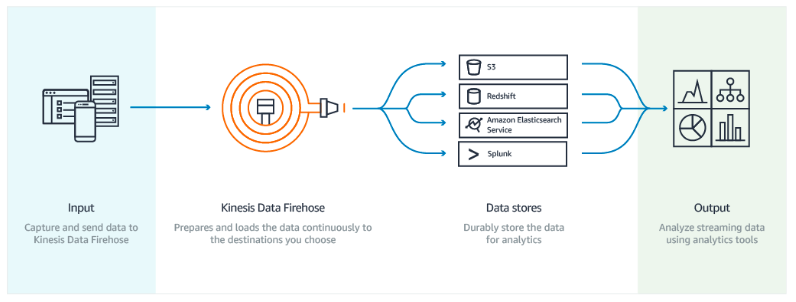 S3
Redshift
Amazon Elasticsearch
Service
Splunk
Input
Capture and send data to
Kinesis Data Firehose
Kinesis Data Firehose
Prepares and loads the data continuously to
the destinations you choose
Data stores
Durably store the data
for analytics
Output
Analyze streaming data
using analytics tools